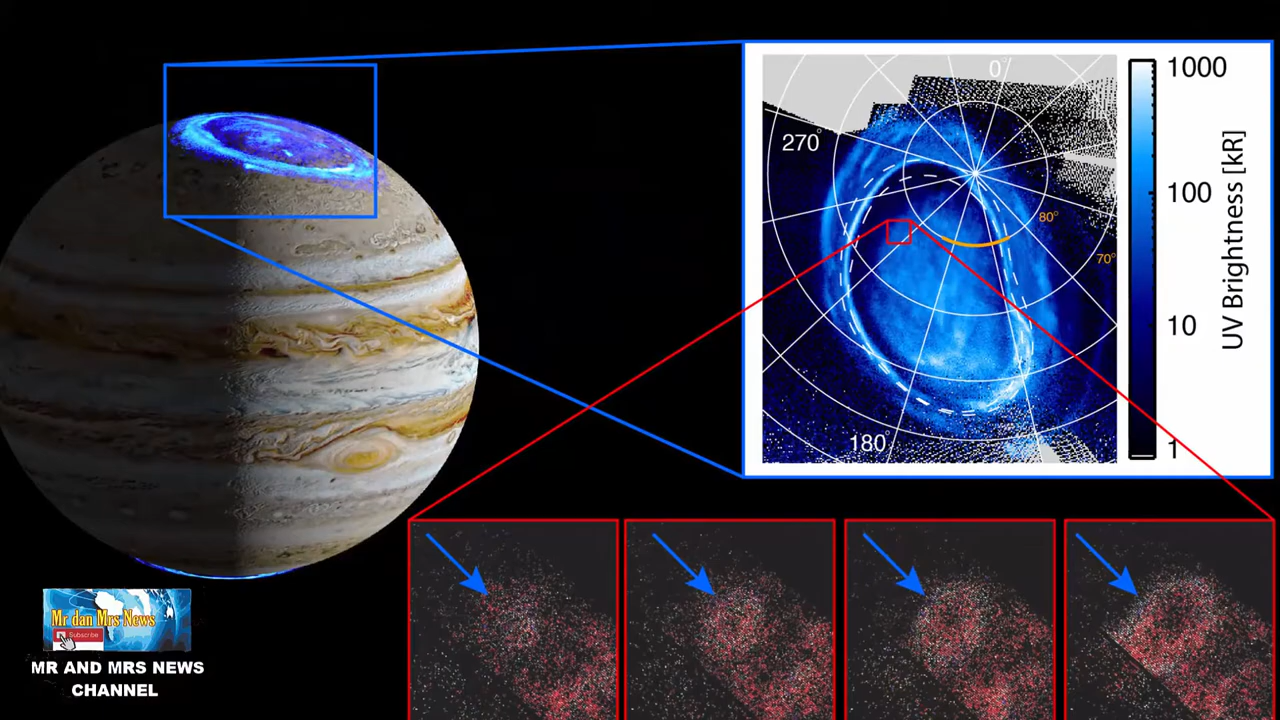 0°
270°
80°
70°
180°
1000
100
10
1
UV Brightness [kR]
Mr dan Mrs News
Subscribe
MR AND MRS NEWS
CHANNEL